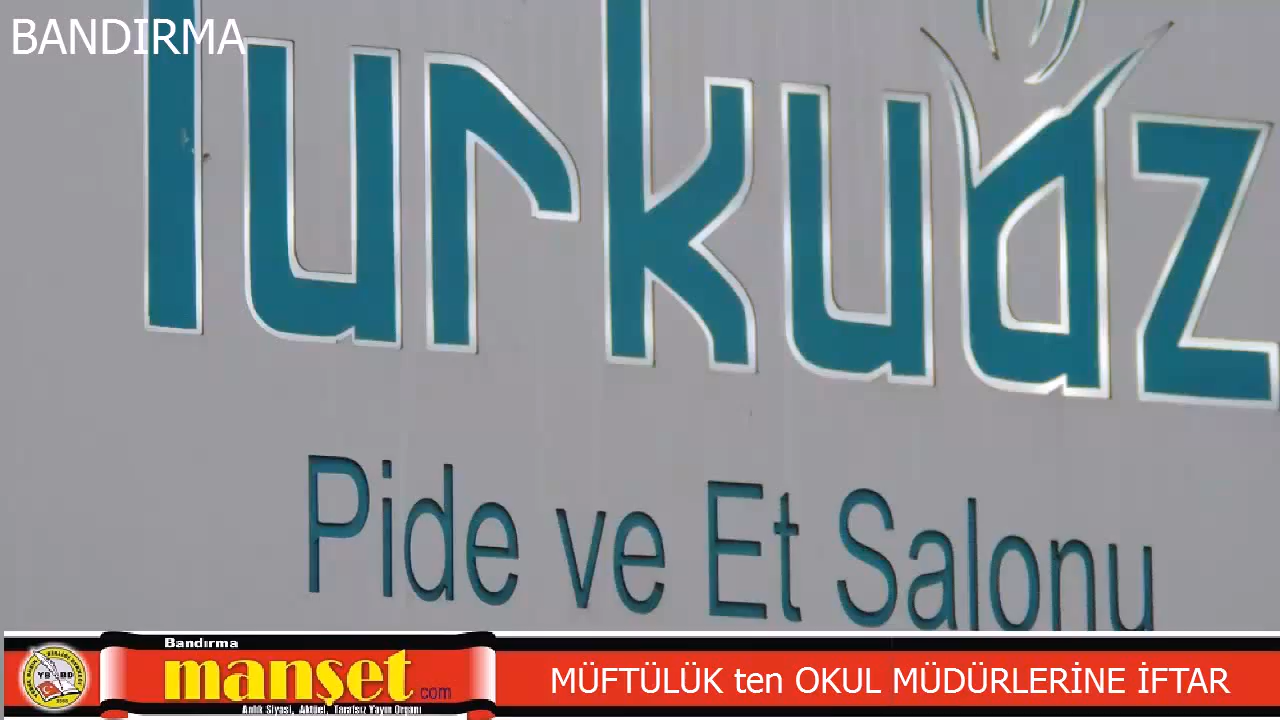 BANDIRMA
Turkuaz
Pide ve Et Salonu
Bandırma
manşet
com
Anlık Siyasi, Aktüel, Tarafsız Yayın Organı
MÜFTÜLÜK ten OKUL MÜDÜRLERİNE İFTAR